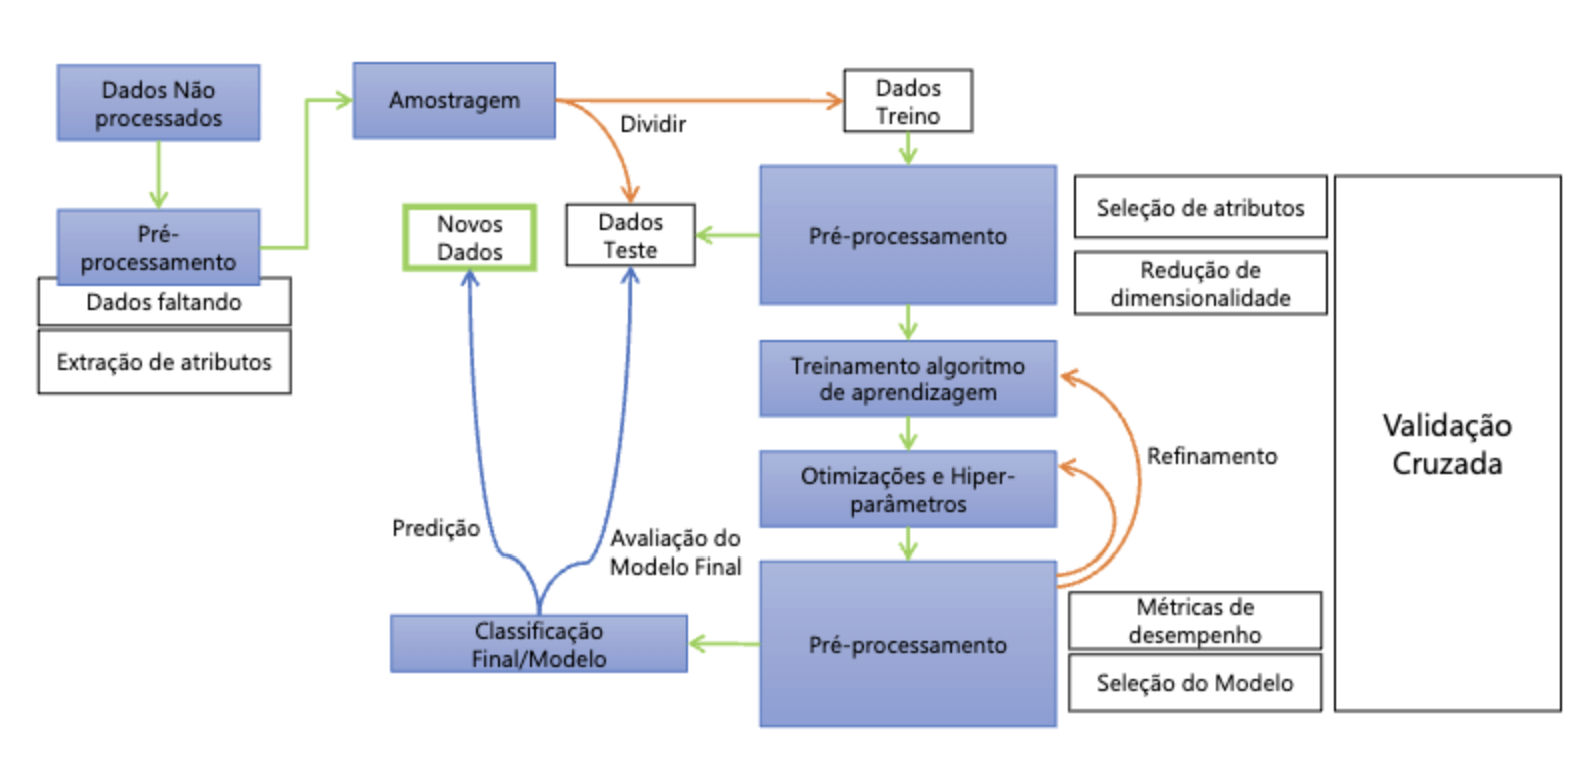 Dados Não
processados
Pré-
processamento
Dados faltando
Extração de atributos
Amostragem
Dividir
Dados
Treino
Novos
Dados
Dados
Teste
Pré-processamento
Seleção de atributos
Redução de
dimensionalidade
Treinamento algoritmo
de aprendizagem
Otimizações e Hiper-
parâmetros
Refinamento
Validação
Cruzada
Predição
Avaliação do
Modelo Final
Classificação
Final/Modelo
Pré-processamento
Métricas de
desempenho
Seleção do Modelo